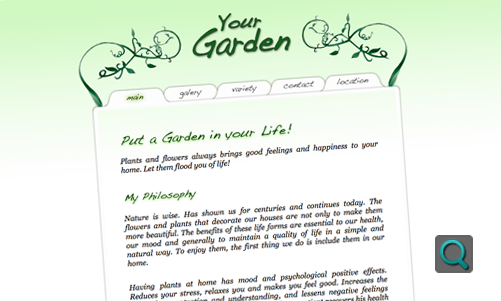 Your
Garden
main galery variety contact location
Put a Garden in your Life!
Plants and flowers always brings good feelings and happiness to your
home. Let them flood you of life!
My Philosophy
Nature is wise. Has shown us for centuries and continues today. The
flowers and plants that decorate our houses are not only to make them
more beautiful. The benefits of these life forms are essential to our health,
our mood and generally to maintain a quality of life in a simple and
natural way. To enjoy them, the first thing we do is include them in our
home.
Having plants at home has mood and psychological positive effects.
Reduces your stress, relaxes you and makes you feel good. Increases the
and understanding, and lessens negative feelings
recovers his health